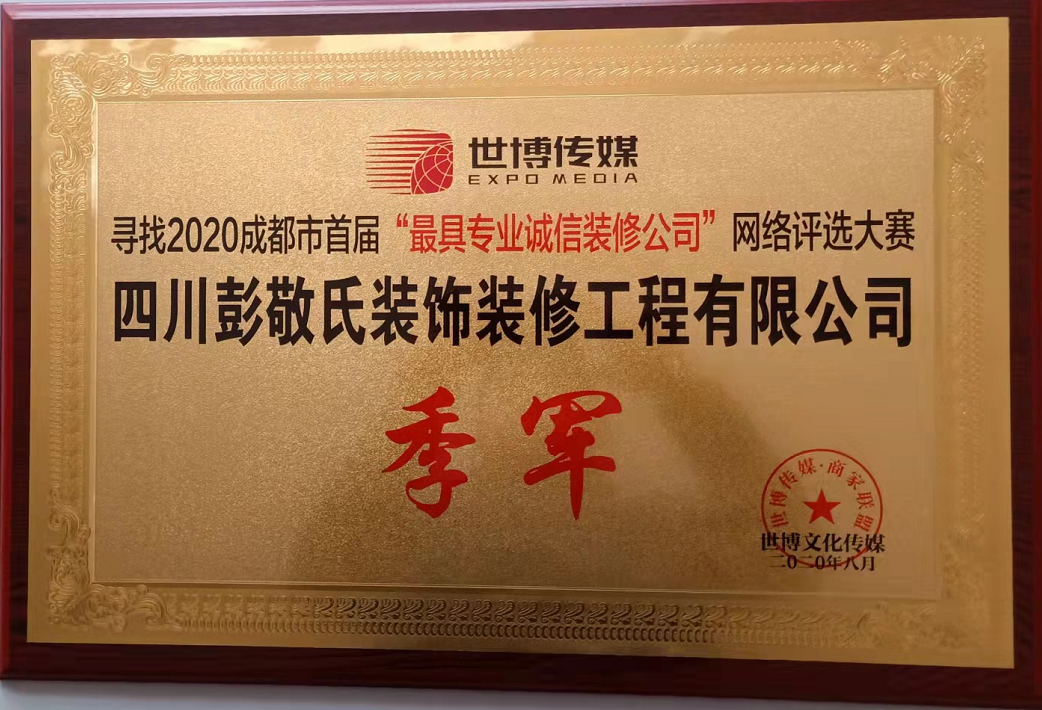 世博传媒
EXPO MEDIA
寻找2020成都市首届“最具专业诚信装修公司”网络评选大赛
四川彭敬氏装饰装修工程有限公司
季军
世博传媒·商家联盟
世博文化传媒
二0二0年八月